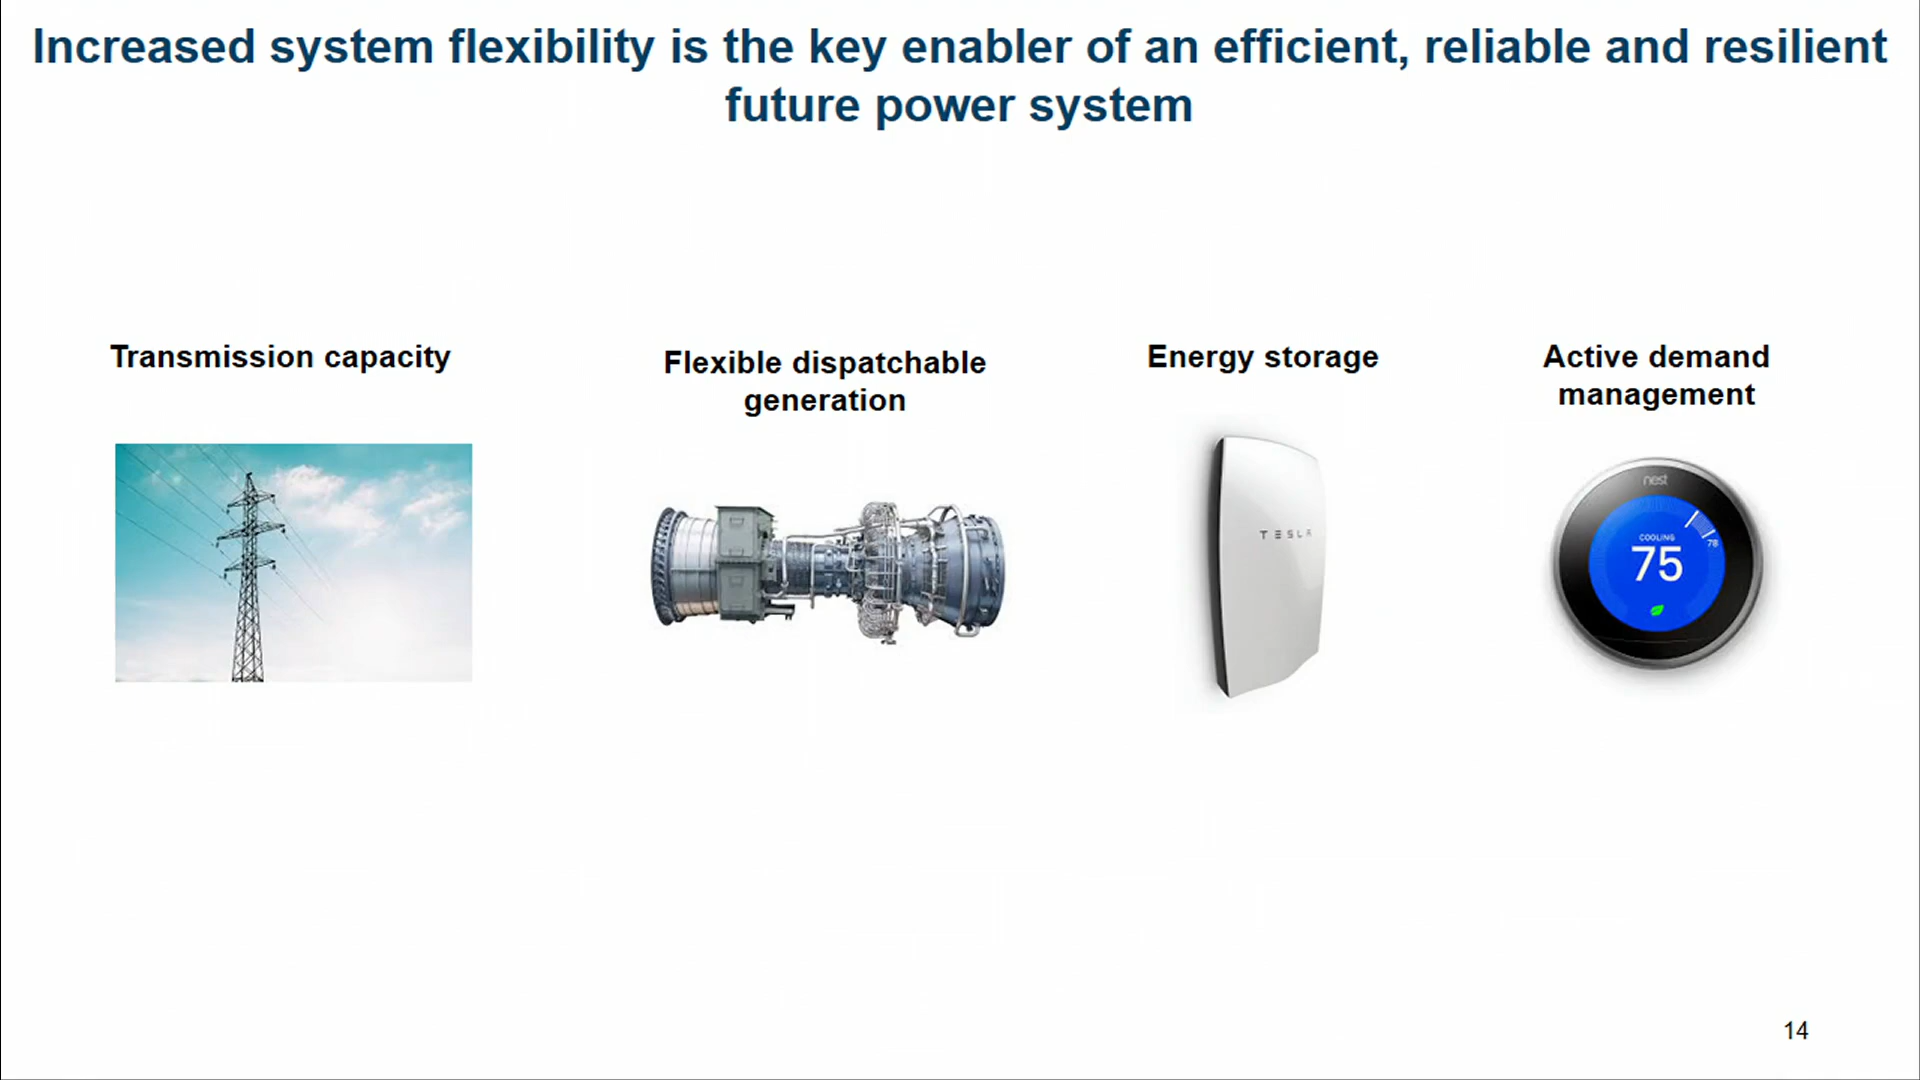 Increased system flexibility is the key enabler of an efficient, reliable and resilient
future power system
Transmission capacity
Flexible dispatchable
generation
Energy storage
Active demand
management
TESLA
nest
COOLING
75
78
14